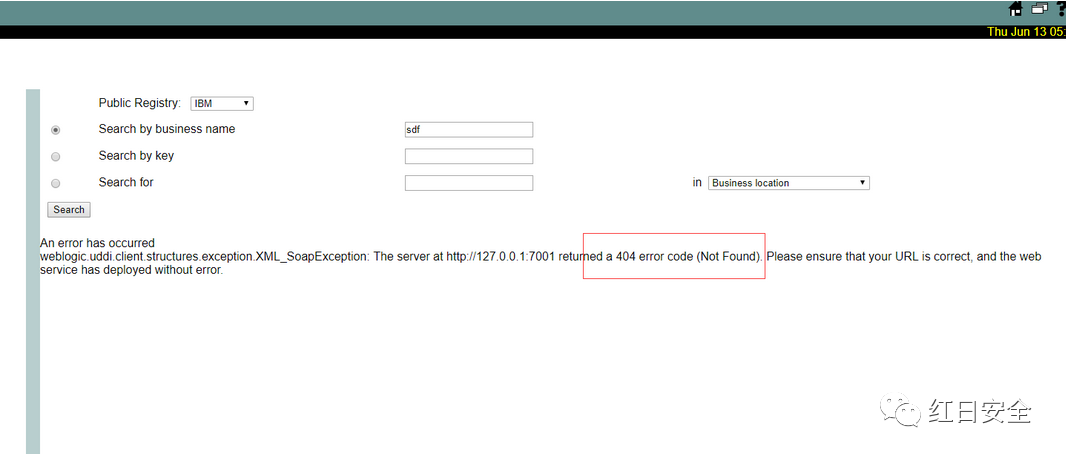 Thu Jun 13 05:
Public Registry: IBM
Search by business name sdf
Search by key
Search for in Business location
Search
An error has occurred
weblogic.uddi.client.structures.exception.XML_SoapException: The server at http://127.0.0.1:7001 returned a 404 error code (Not Found). Please ensure that your URL is correct, and the web
service has deployed without error.
红日安全